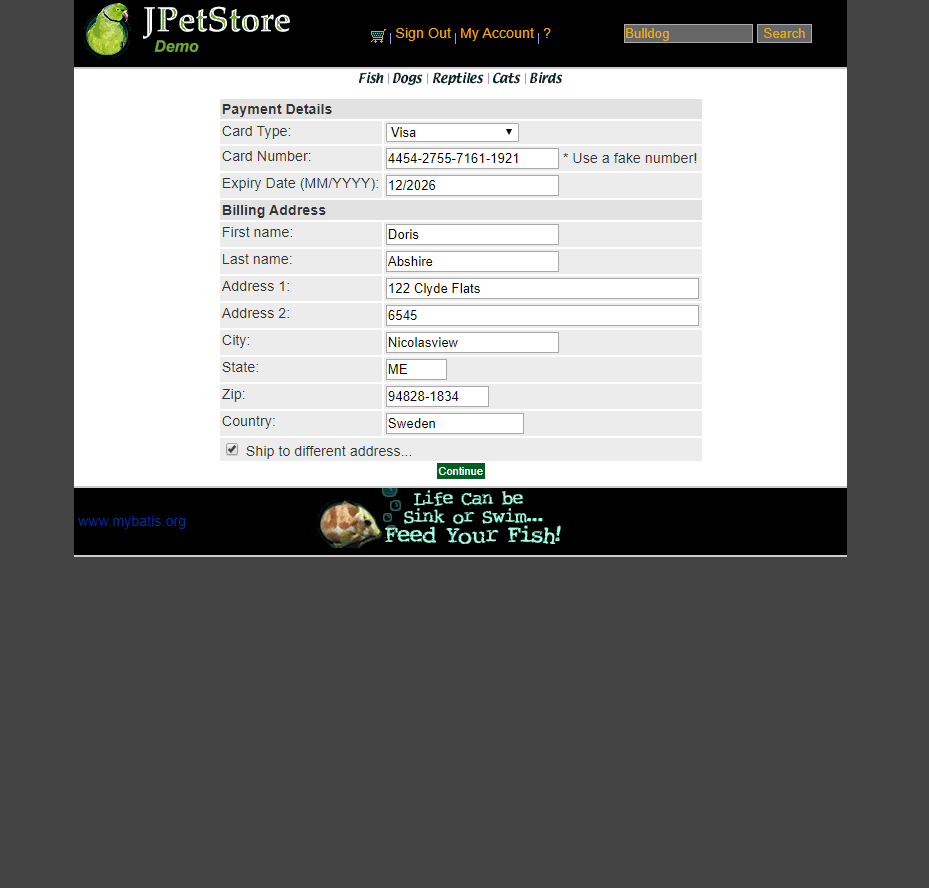 JPetStore
Demo
| Sign Out | My Account | ?
Bulldog
Search
Fish | Dogs | Reptiles | Cats | Birds
Payment Details
Card Type: Visa
Card Number: 4454-2755-7161-1921 * Use a fake number!
Expiry Date (MM/YYYY): 12/2026
Billing Address
First name: Doris
Last name: Abshire
Address 1: 122 Clyde Flats
Address 2: 6545
City: Nicolasview
State: ME
Zip: 94828-1834
Country: Sweden
Ship to different address...
Continue
www.mybatis.org
Life Can be
Sink or Swim...
Feed Your Fish!